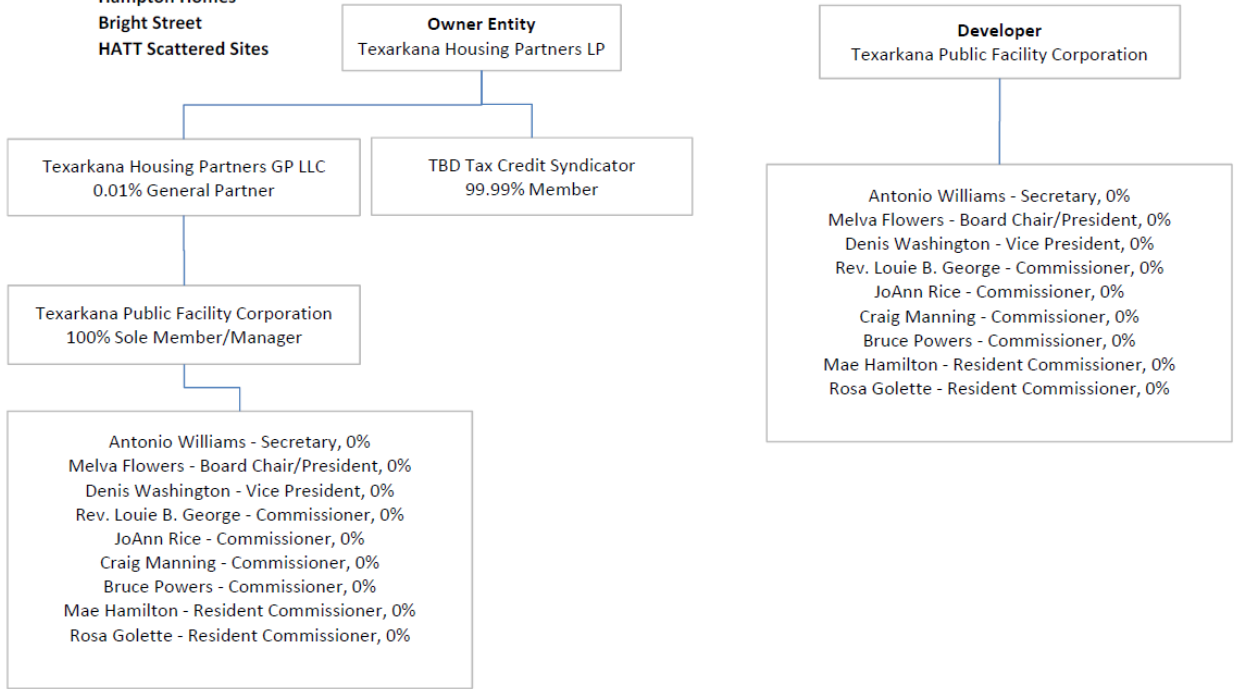 Hampton Homes
Bright Street
HATT Scattered Sites
Owner Entity
Texarkana Housing Partners LP
Developer
Texarkana Public Facility Corporation
Texarkana Housing Partners GP LLC
0.01% General Partner
TBD Tax Credit Syndicator
99.99% Member
Texarkana Public Facility Corporation
100% Sole Member/Manager
Antonio Williams - Secretary, 0%
Melva Flowers - Board Chair/President, 0%
Denis Washington - Vice President, 0%
Rev. Louie B. George - Commissioner, 0%
JoAnn Rice - Commissioner, 0%
Craig Manning - Commissioner, 0%
Bruce Powers - Commissioner, 0%
Mae Hamilton - Resident Commissioner, 0%
Rosa Golette - Resident Commissioner, 0%
Antonio Williams - Secretary, 0%
Melva Flowers - Board Chair/President, 0%
Denis Washington - Vice President, 0%
Rev. Louie B. George - Commissioner, 0%
JoAnn Rice - Commissioner, 0%
Craig Manning - Commissioner, 0%
Bruce Powers - Commissioner, 0%
Mae Hamilton - Resident Commissioner, 0%
Rosa Golette - Resident Commissioner, 0%